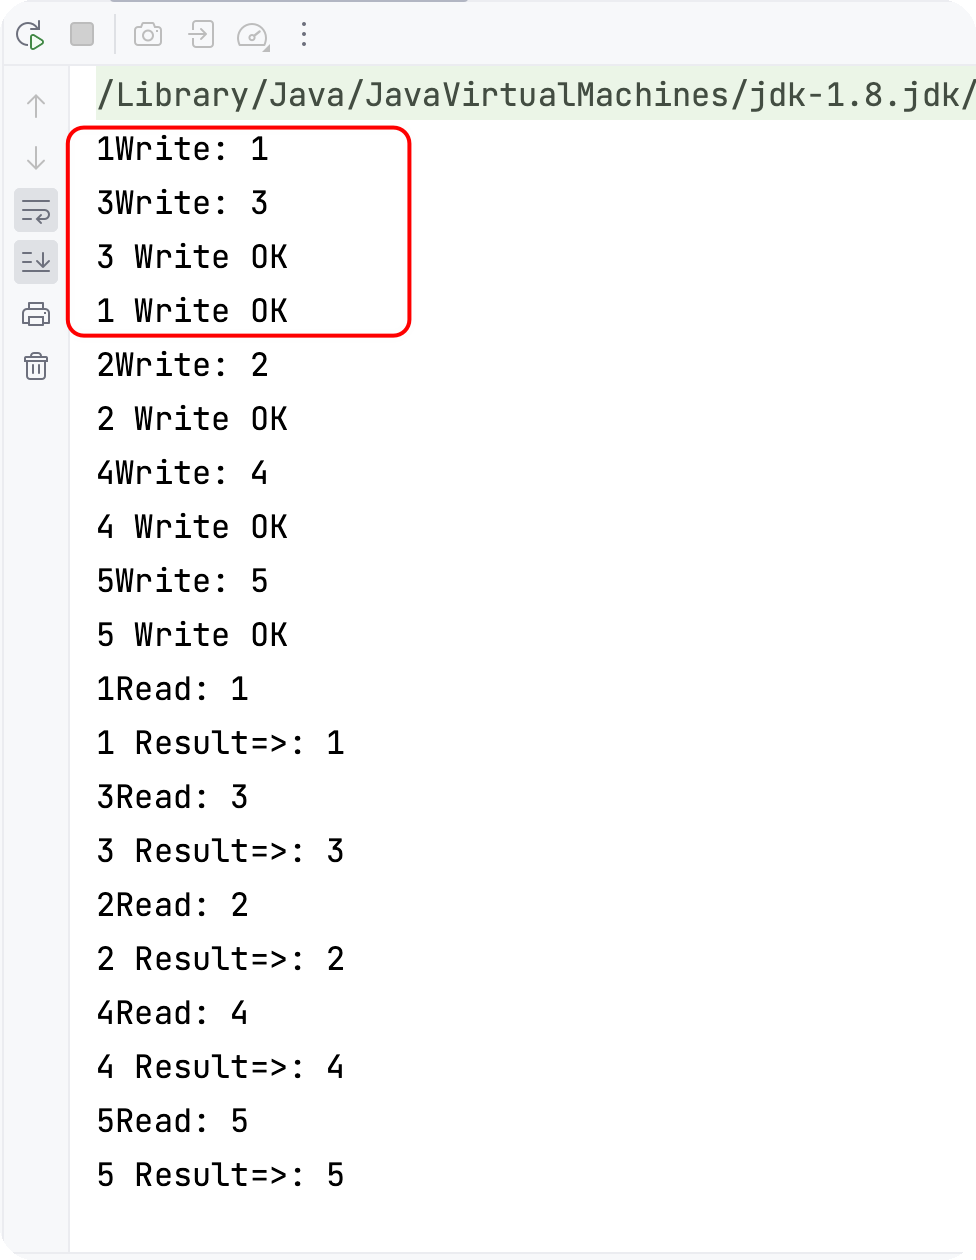 /Library/Java/JavaVirtualMachines/jdk-1.8.jdk/
1Write: 1
3Write: 3
3 Write OK
1 Write OK
2Write: 2
2 Write OK
4Write: 4
4 Write OK
5Write: 5
5 Write OK
1Read: 1
1 Result=>: 1
3Read: 3
3 Result=>: 3
2Read: 2
2 Result=>: 2
4Read: 4
4 Result=>: 4
5Read: 5
5 Result=>: 5